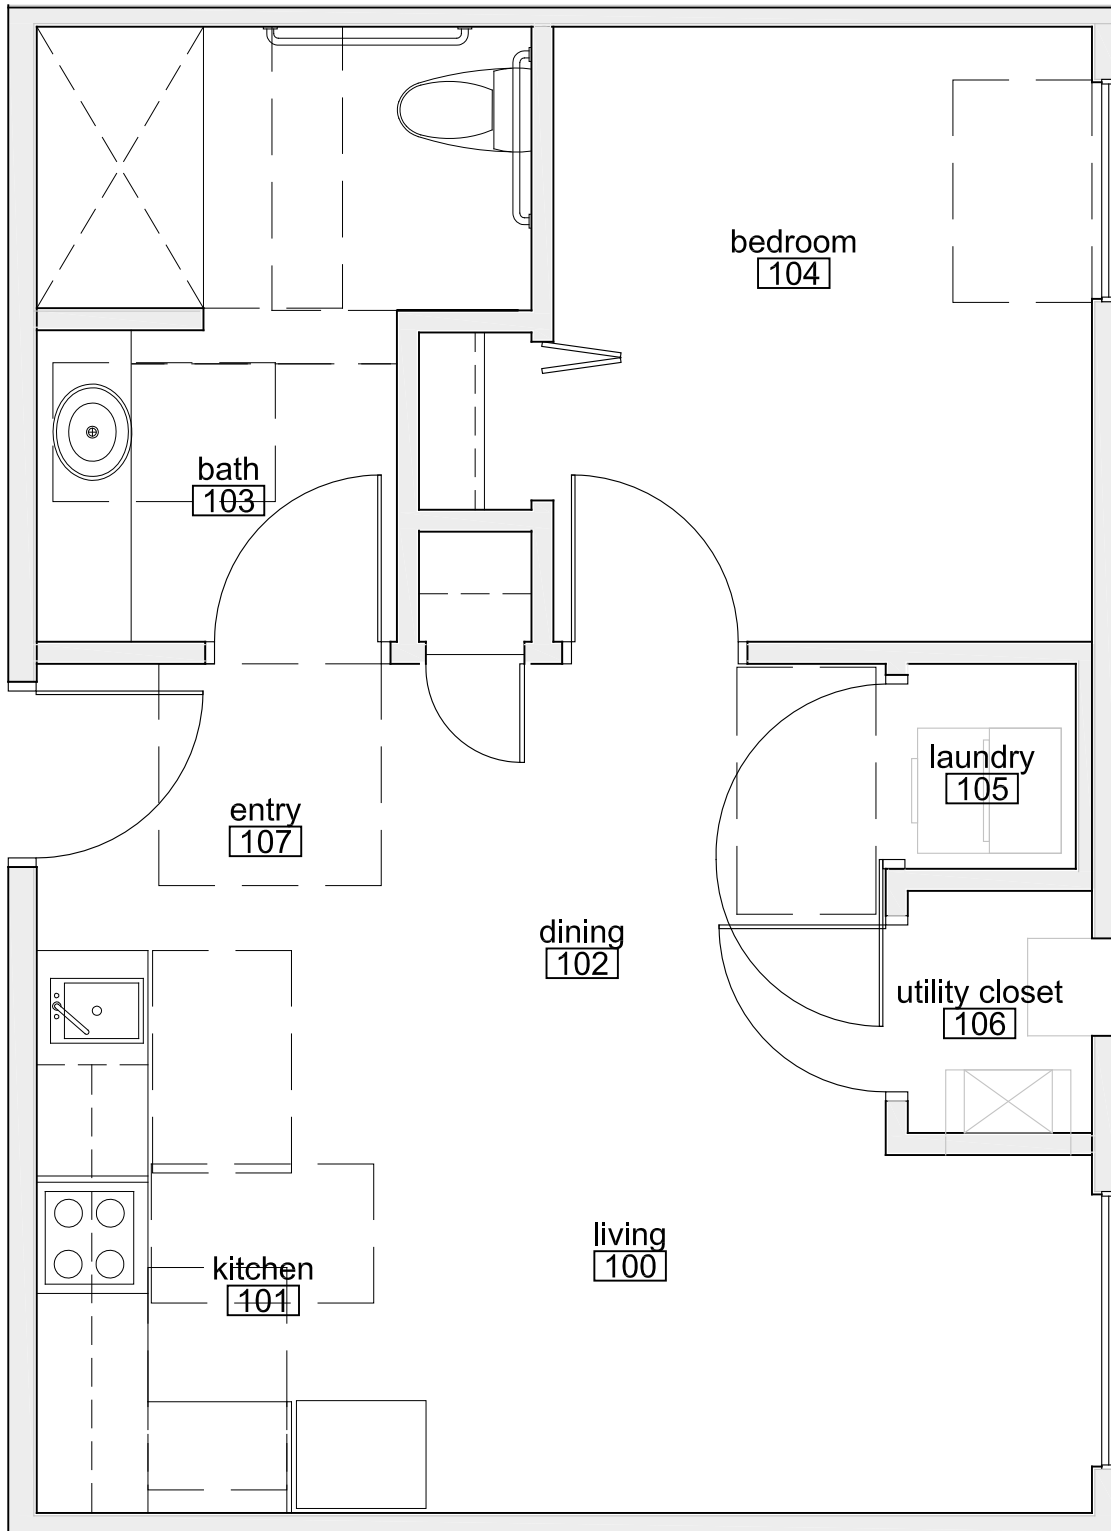 bedroom
104
bath
103
laundry
105
entry
107
dining
102
utility closet
106
living
100
kitchen
101